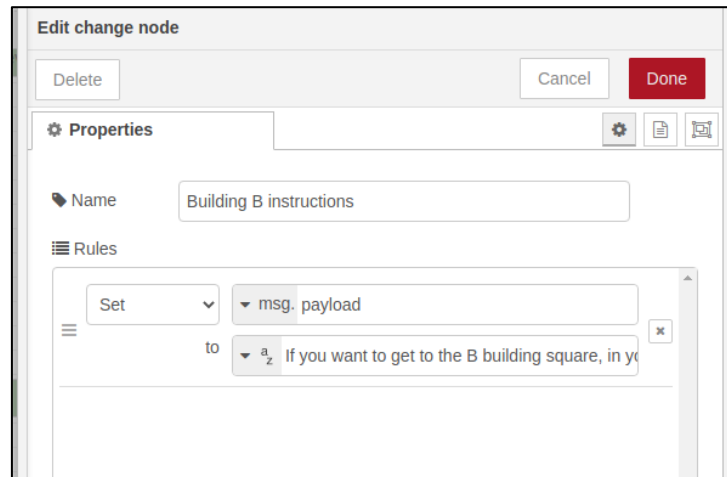 Edit change node
Delete
Cancel
Done
Properties
Name
Building B instructions
Rules
Set
msg. payload
to
az If you want to get to the B building square, in